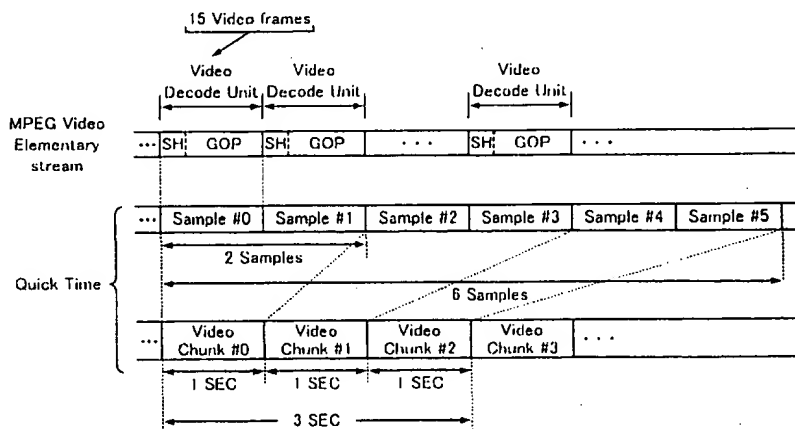 15 Video frames
Video Decode Unit
Video Decode Unit
Video Decode Unit
MPEG Video Elementary stream
··· SH GOP SH GOP ··· SH GOP ···
··· Sample #0 Sample #1 Sample #2 Sample #3 Sample #4 Sample #5
2 Samples
Quick Time
6 Samples
··· Video Chunk #0 Video Chunk #1 Video Chunk #2 Video Chunk #3 ···
1 SEC 1 SEC 1 SEC
3 SEC